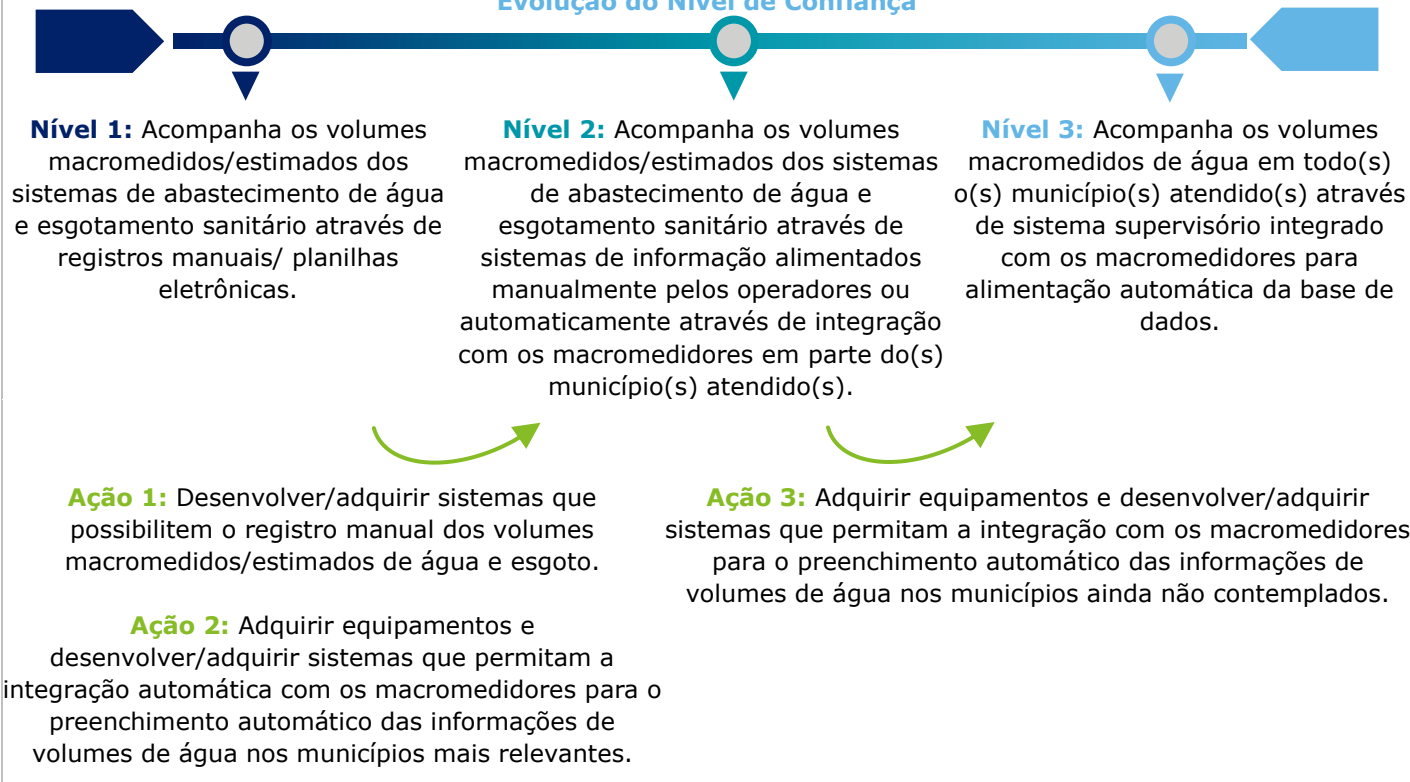 Evolução do Nível de Confiança
Nível 1: Acompanha os volumes
macromedidos/estimados dos
sistemas de abastecimento de água
e esgotamento sanitário através de
registros manuais/ planilhas
eletrônicas.
Nível 2: Acompanha os volumes
macromedidos/estimados dos sistemas
de abastecimento de água e
esgotamento sanitário através de
sistemas de informação alimentados
manualmente pelos operadores ou
automaticamente através de integração
com os macromedidores em parte do(s)
município(s) atendido(s).
Nível 3: Acompanha os volumes
macromedidos de água em todo(s)
o(s) município(s) atendido(s) através
de sistema supervisório integrado
com os macromedidores para
alimentação automática da base de
dados.
Ação 1: Desenvolver/adquirir sistemas que
possibilitem o registro manual dos volumes
macromedidos/estimados de água e esgoto.
Ação 2: Adquirir equipamentos e
desenvolver/adquirir sistemas que permitam a
integração automática com os macromedidores para o
preenchimento automático das informações de
volumes de água nos municípios mais relevantes.
Ação 3: Adquirir equipamentos e desenvolver/adquirir
sistemas que permitam a integração com os macromedidores
para o preenchimento automático das informações de
volumes de água nos municípios ainda não contemplados.